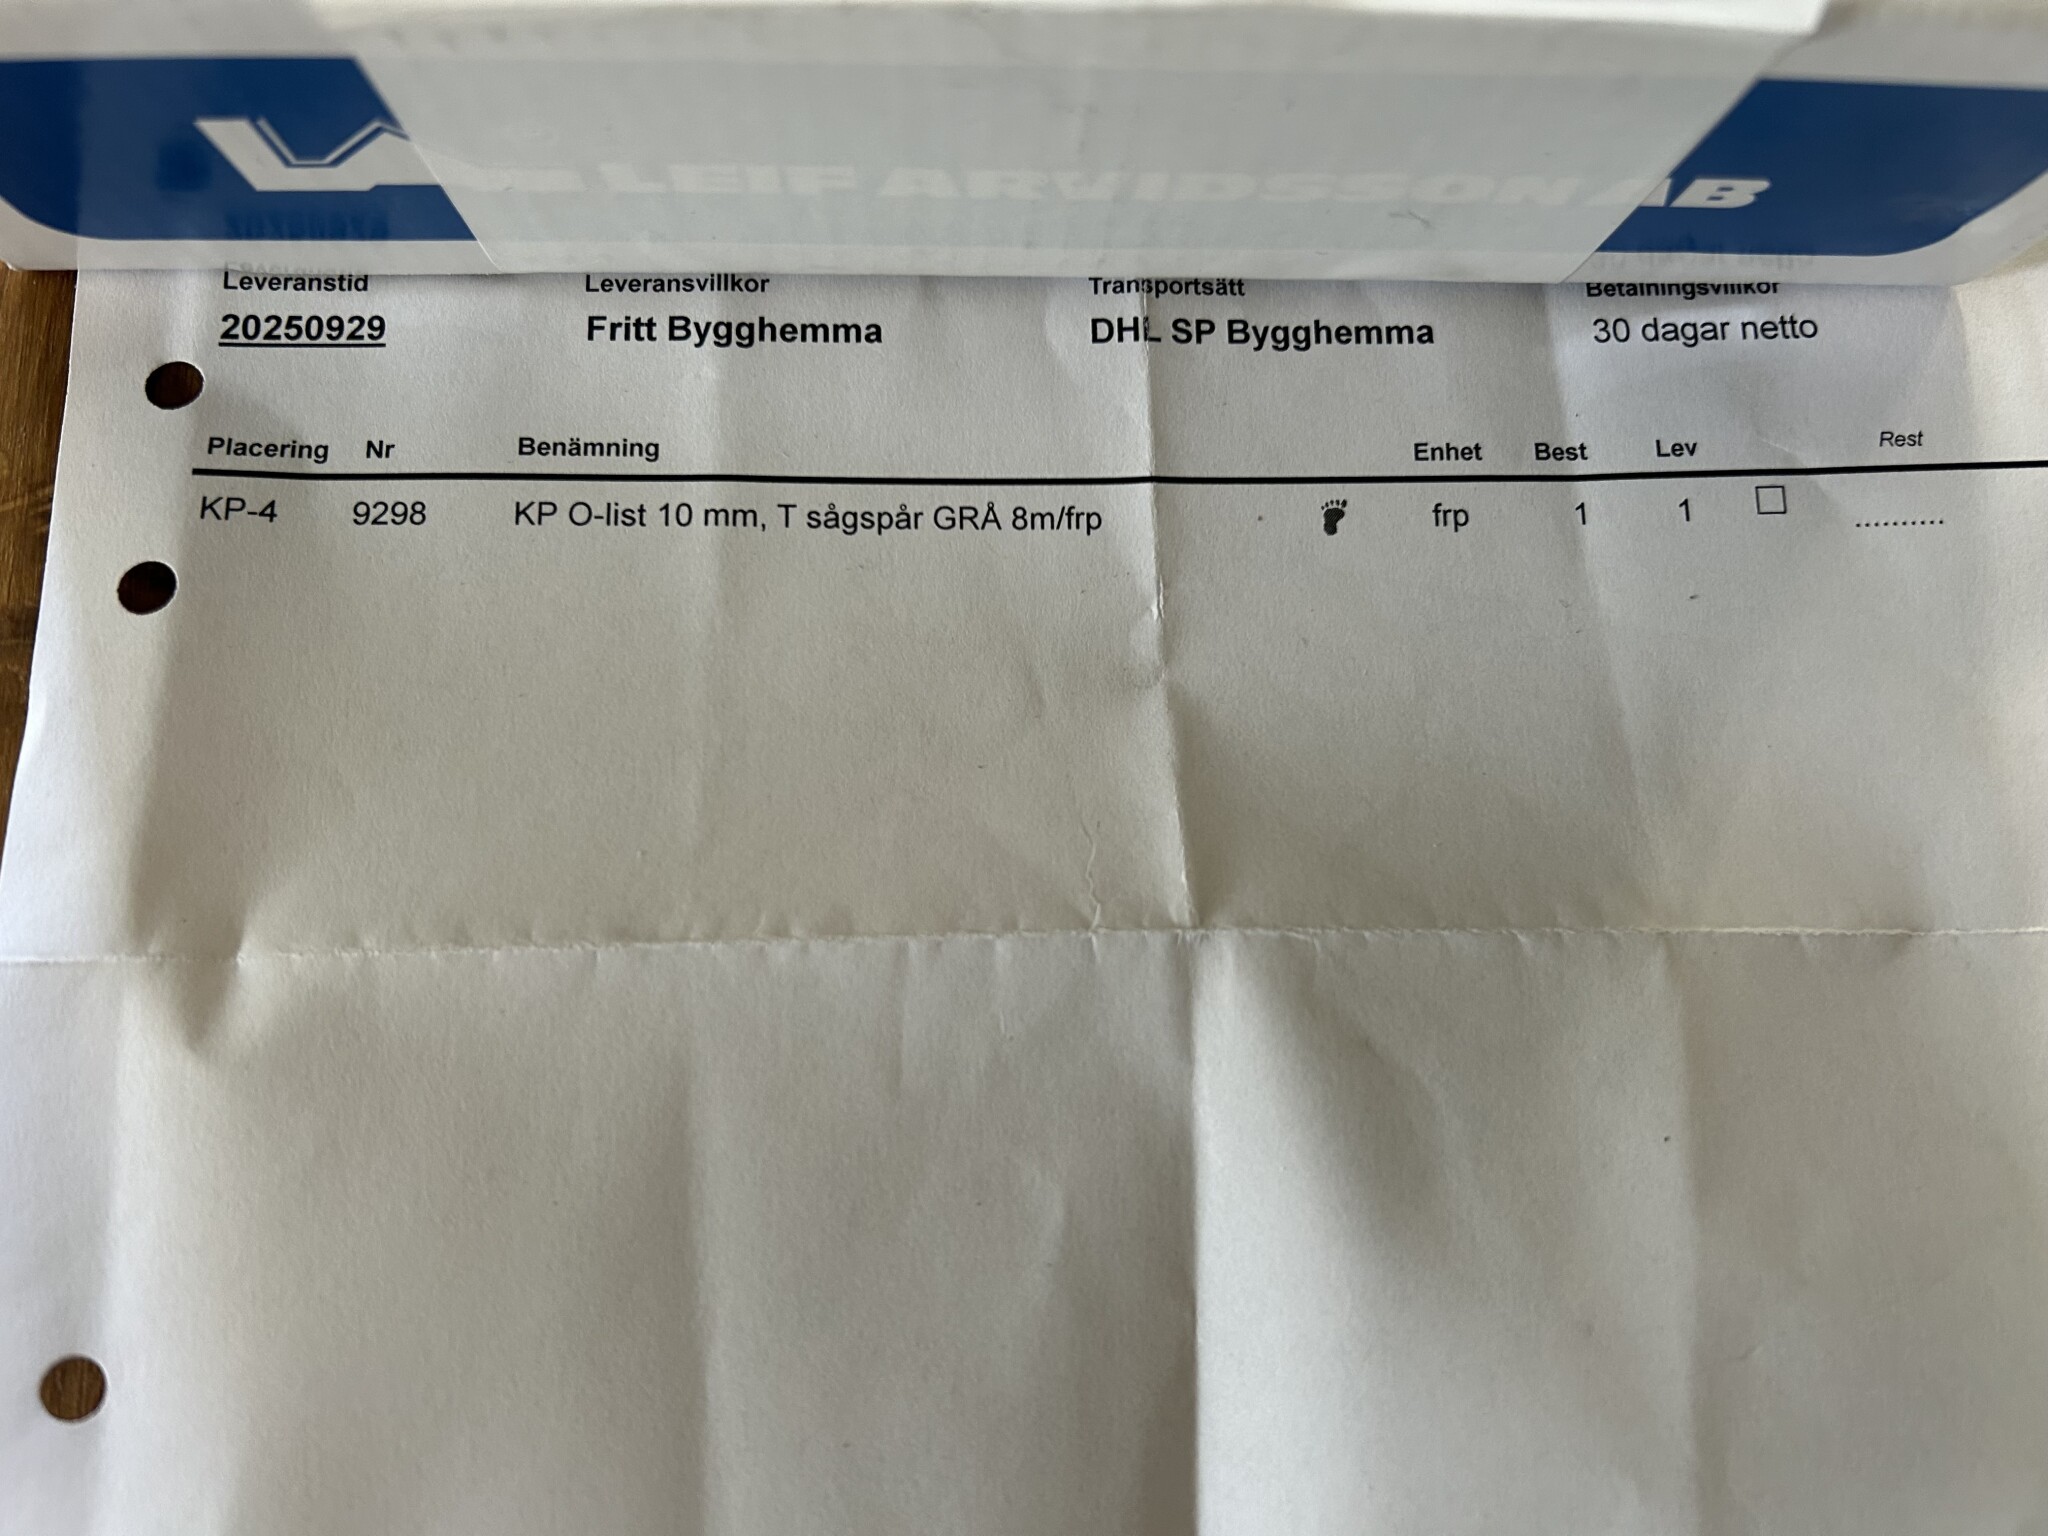 LEIF ARVIDSSON AB
Leveranstid Leveransvillkor Transportsätt Betalningsvillkor
20250929 Fritt Bygghemma DHL SP Bygghemma 30 dagar netto
Placering Nr Benämning Enhet Best Lev Rest
KP-4 9298 KP O-list 10 mm, T sågspår GRÅ 8m/frp frp 1 1 ..........